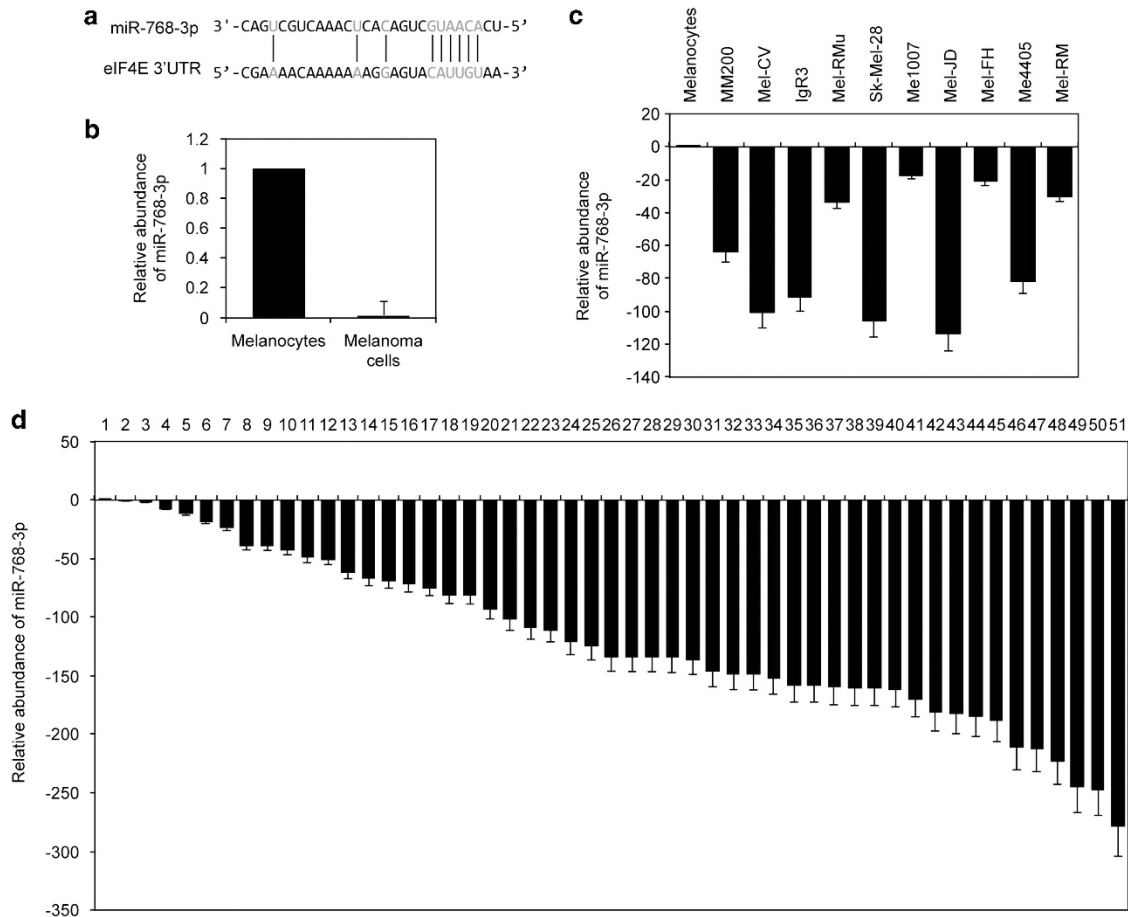 a
miR-768-3p 3'-CAGUCGUCAAACUCACAGUCGUAACACU-5'
eIF4E 3'UTR 5'-CGAAAACAAAAAAAGGAGUACAUUGUAA-3'
b
1.2
1
0.8
0.6
0.4
0.2
0
Relative abundance
of miR-768-3p
Melanocytes
Melanoma
cells
c
Melanocytes
MM200
Mel-CV
IgR3
Mel-RMu
Sk-Mel-28
Me1007
Mel-JD
Mel-FH
Me4405
Mel-RM
20
0
-20
-40
-60
-80
-100
-120
-140
Relative abundance
of miR-768-3p
d
1 2 3 4 5 6 7 8 9 10 11 12 13 14 15 16 17 18 19 20 21 22 23 24 25 26 27 28 29 30 31 32 33 34 35 36 37 38 39 40 41 42 43 44 45 46 47 48 49 50 51
50
0
-50
-100
-150
-200
-250
-300
-350
Relative abundance of miR-768-3p